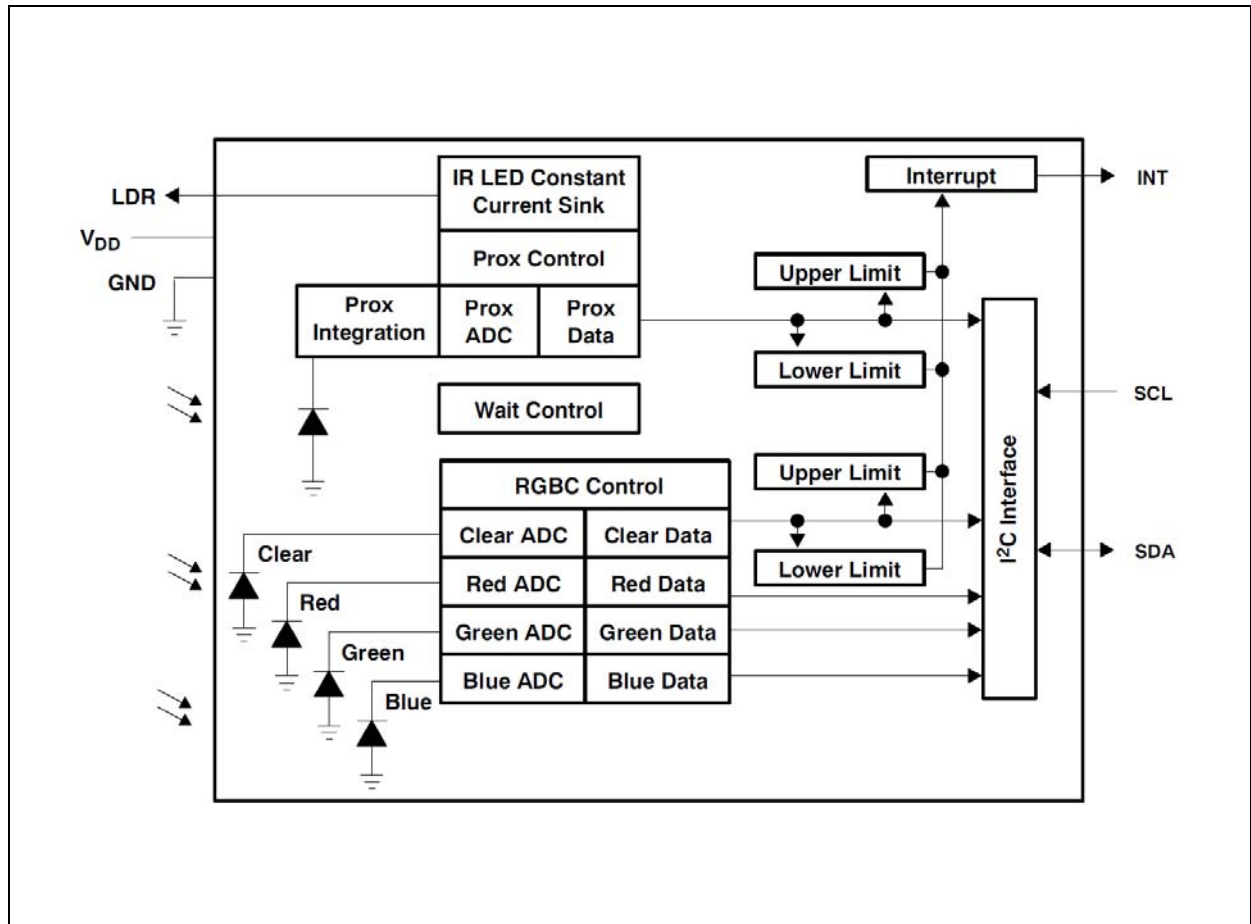 IR LED Constant
Current Sink
Interrupt
INT
LDR
VDD
Prox Control
Upper Limit
GND
Prox
Integration
Prox
ADC
Prox
Data
Lower Limit
SCL
Wait Control
Upper Limit
RGBC Control
I²C Interface
Clear
Clear ADC
Clear Data
SDA
Lower Limit
Red
Red ADC
Red Data
Green
Green ADC
Green Data
Blue
Blue ADC
Blue Data